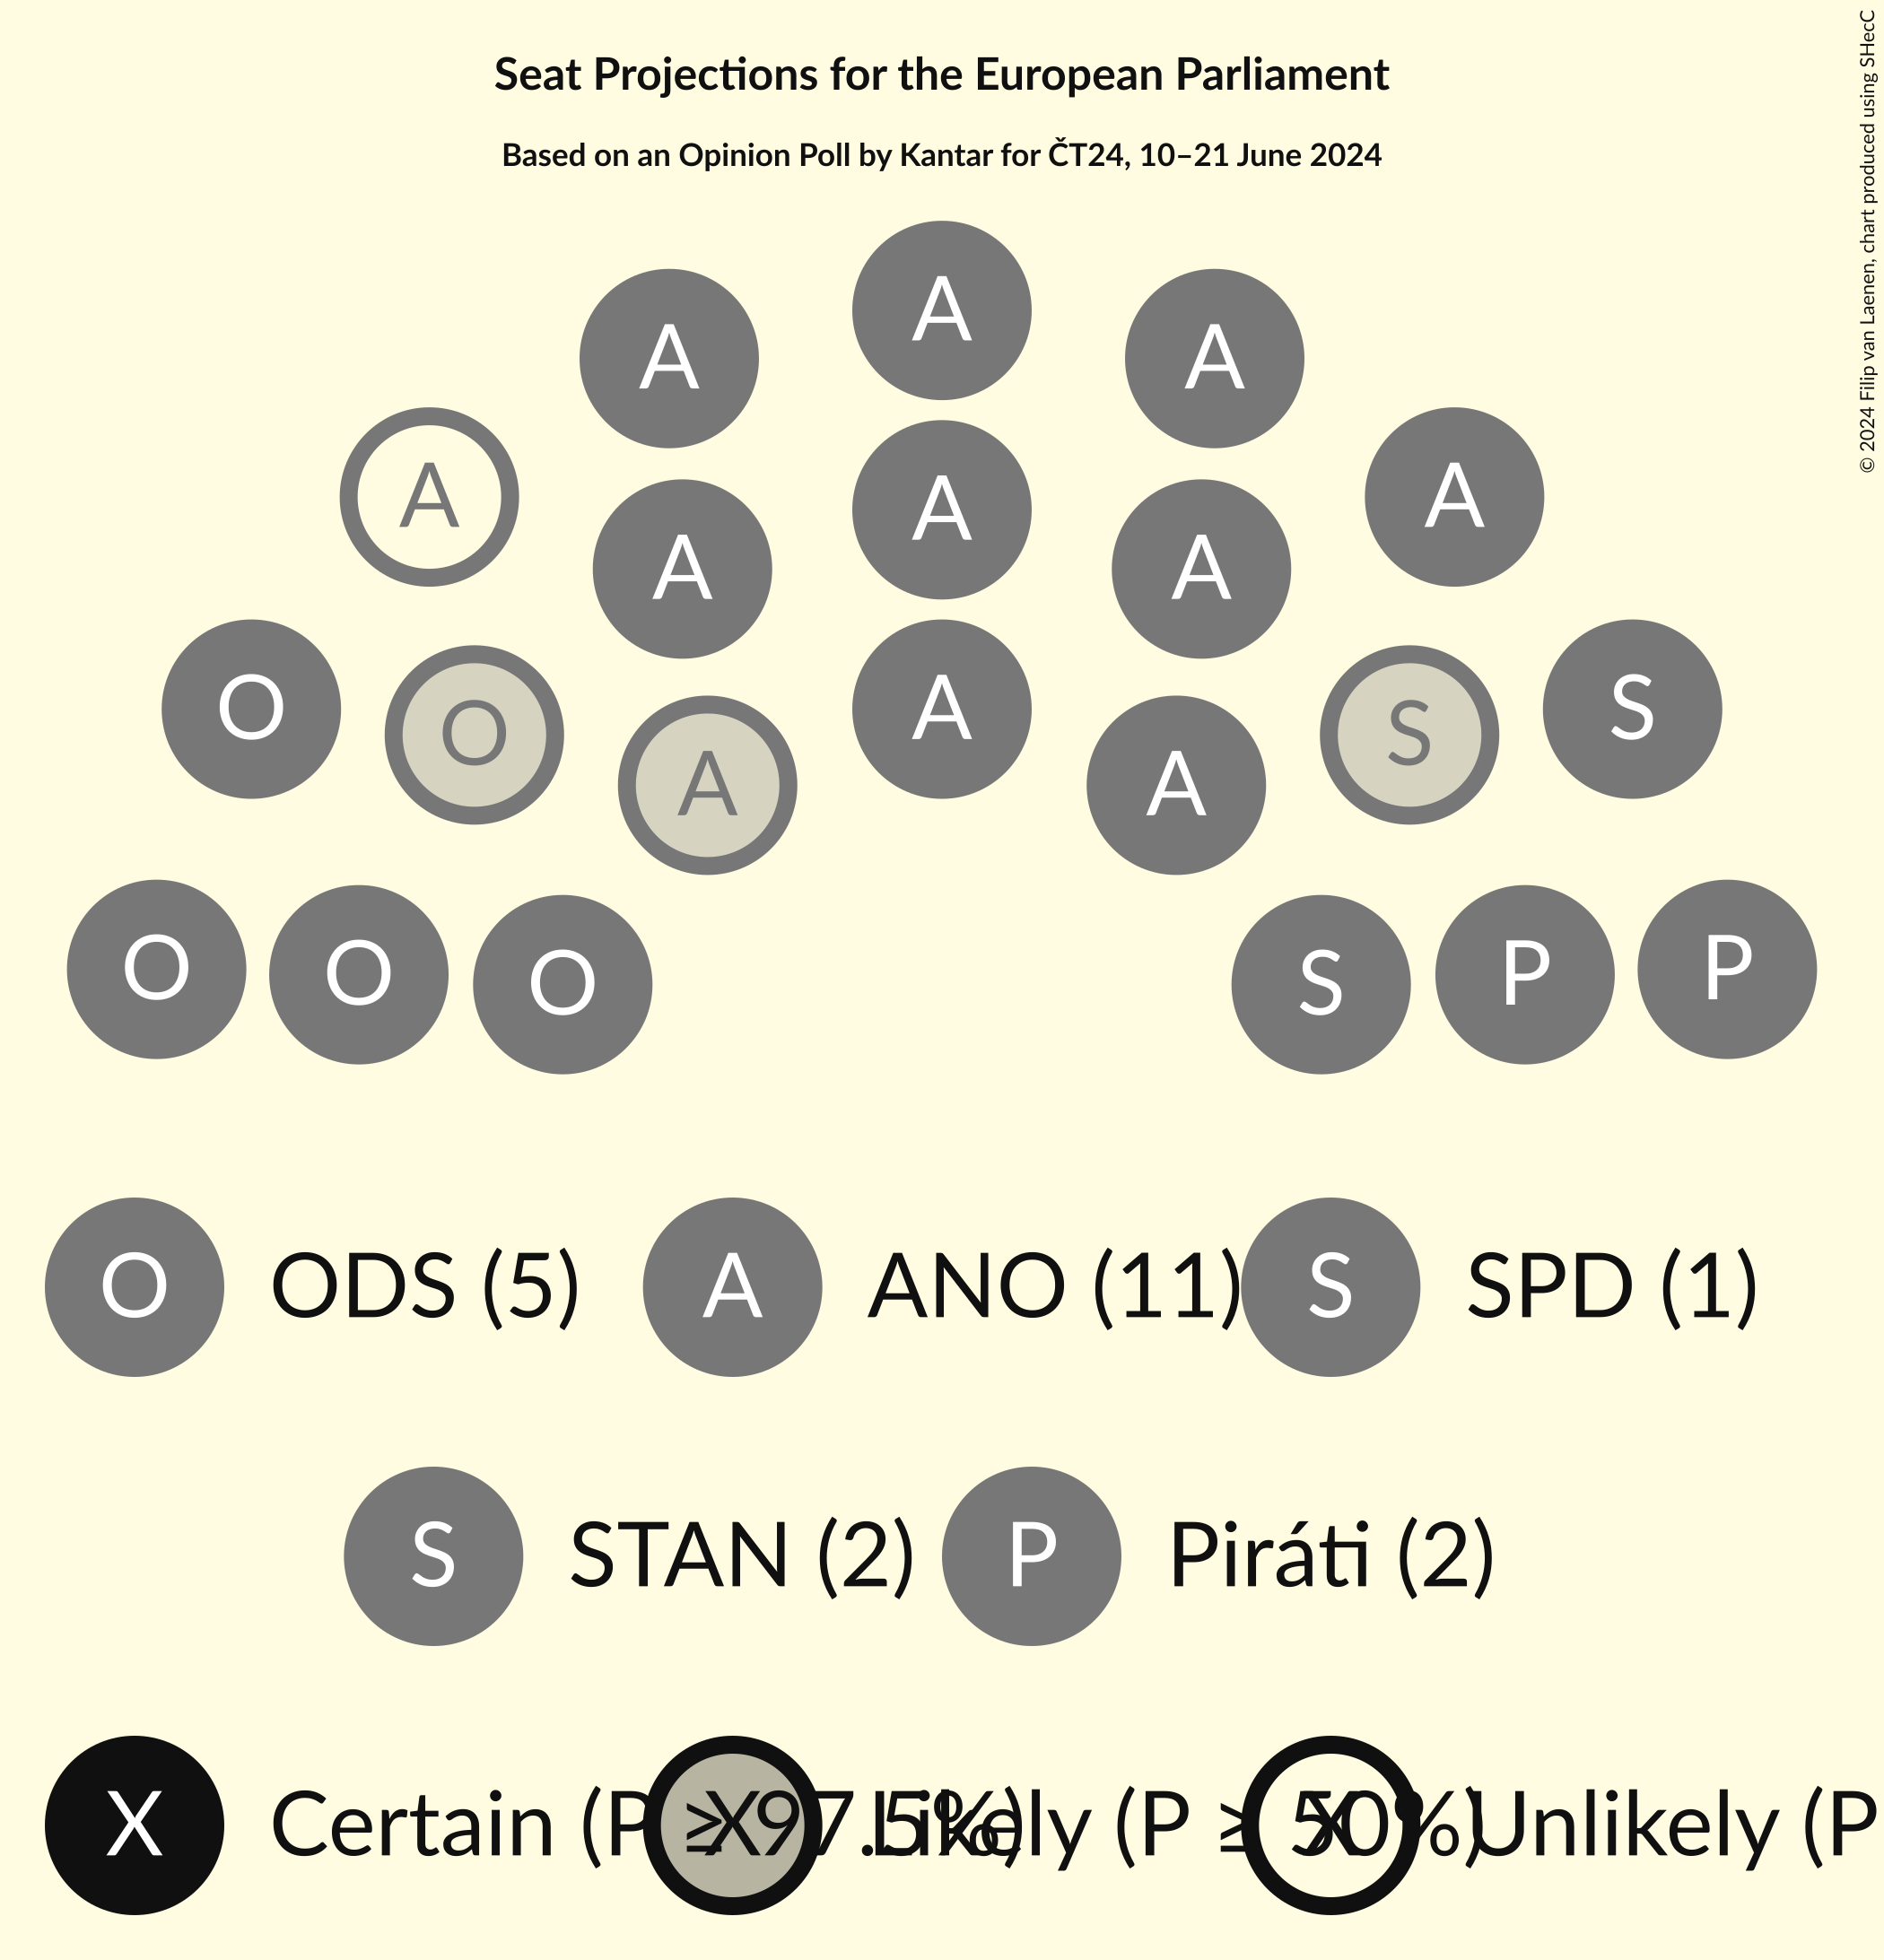 Seat Projections for the European Parliament
Based on an Opinion Poll by Kantar for ČT24, 10–21 June 2024
© 2024 Filip van Laenen, chart produced using SHecC
A
A A
A A
A
A A
O S
A
O S
A A
O P
O P
O S
O ODS (5) A ANO (11) S SPD (1)
S STAN (2) P Piráti (2)
X Certain (P ≥ 97.5%) X Likely (P ≥ 50%) X Unlikely (P